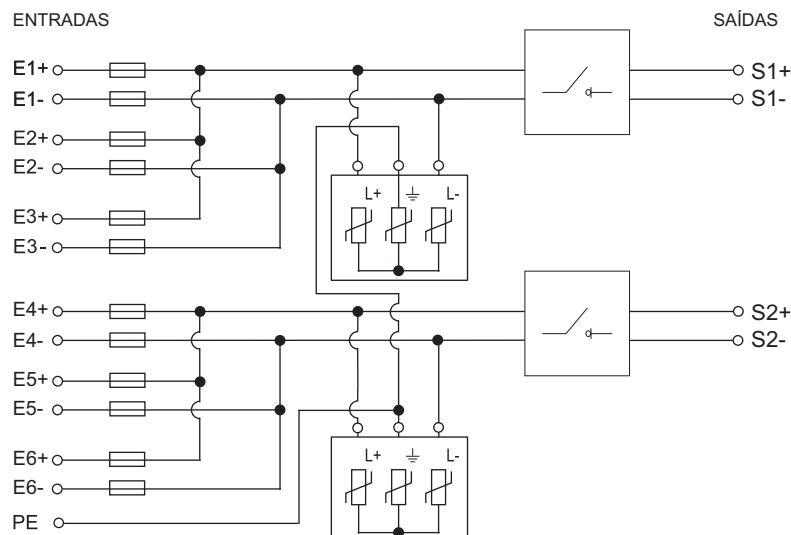 ENTRADAS
SAÍDAS
E1+
S1+
E1-
S1-
E2+
E2-
L+ L-
E3+
E3-
E4+
S2+
E4-
S2-
E5+
E5-
L+ L-
E6+
E6-
PE